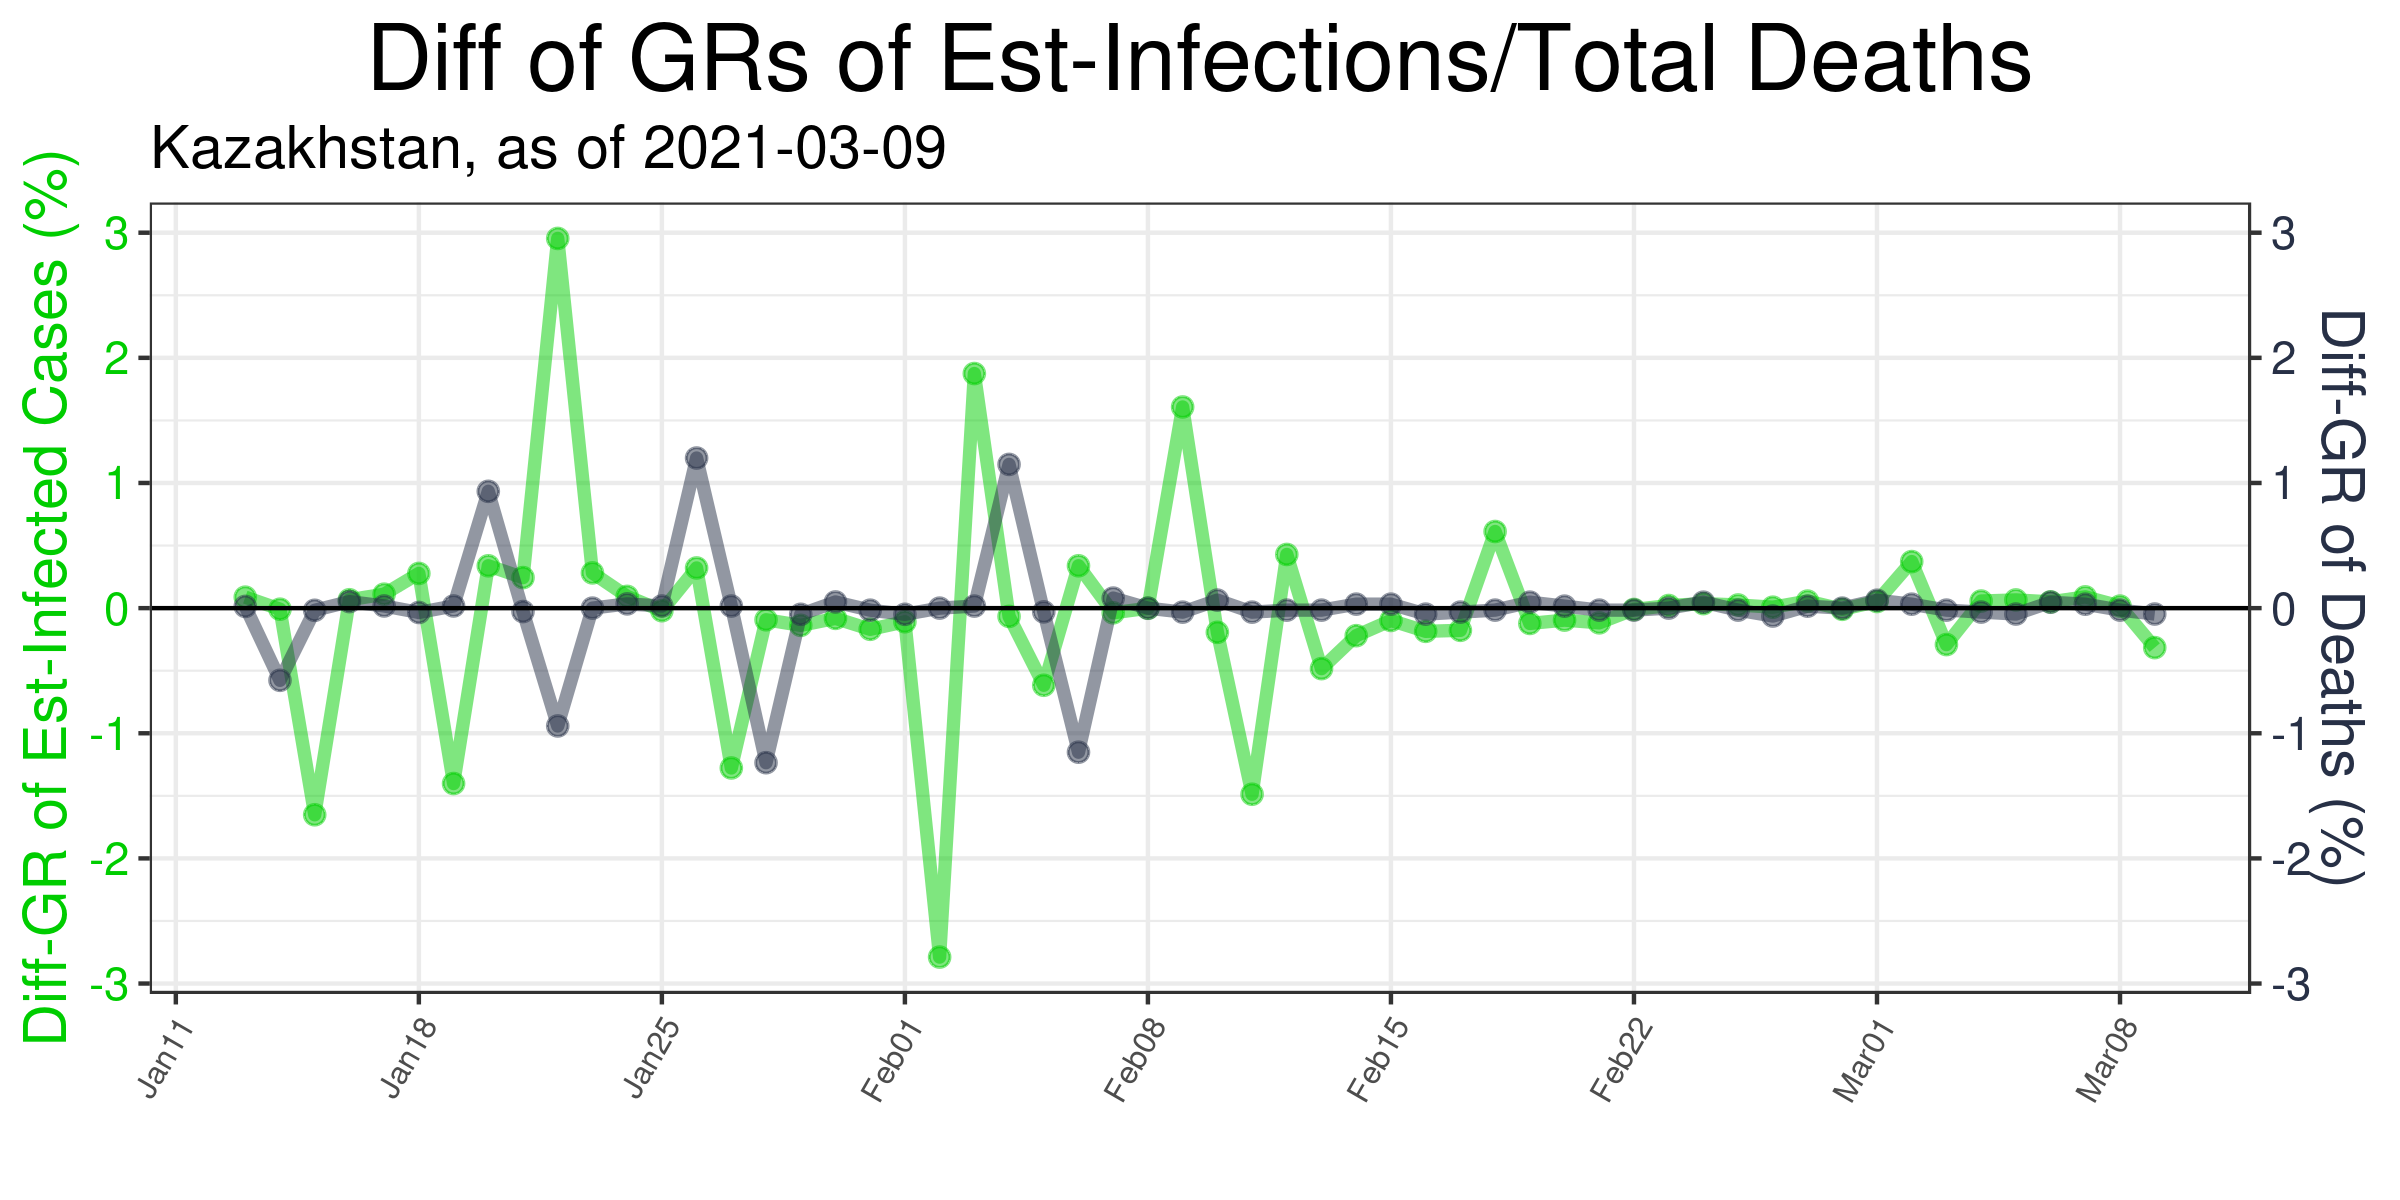 Diff of GRs of Est-Infections/Total Deaths
Kazakhstan, as of 2021-03-09
Diff-GR of Est-Infected Cases (%)
3
2
1
0
-1
-2
-3
3
2
1
0
-1
-2
-3
Diff-GR of Deaths (%)
Jan11
Jan18
Jan25
Feb01
Feb08
Feb15
Feb22
Mar01
Mar08